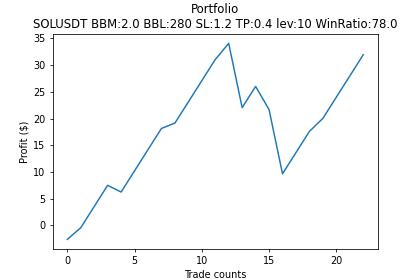 Portfolio
SOLUSDT BBM:2.0 BBL:280 SL:1.2 TP:0.4 lev:10 WinRatio:78.0
35
30
25
20
15
10
5
0
Profit ($)
0 5 10 15 20
Trade counts